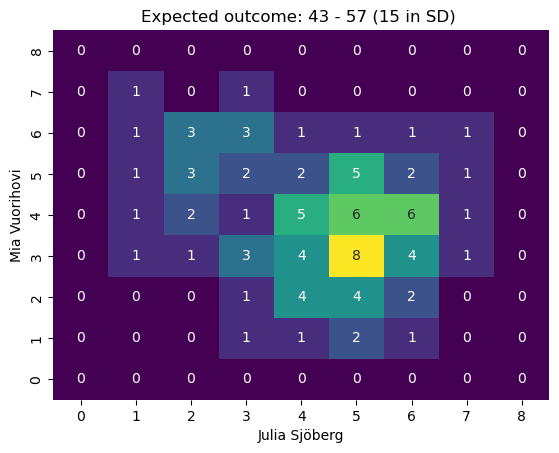 Expected outcome: 43 - 57 (15 in SD)
Mia Vuorihovi
8 0 0 0 0 0 0 0 0 0
7 0 1 0 1 0 0 0 0 0
6 0 1 3 3 1 1 1 1 0
5 0 1 3 2 2 5 2 1 0
4 0 1 2 1 5 6 6 1 0
3 0 1 1 3 4 8 4 1 0
2 0 0 0 1 4 4 2 0 0
1 0 0 0 1 1 2 1 0 0
0 0 0 0 0 0 0 0 0 0
0 1 2 3 4 5 6 7 8
Julia Sjöberg